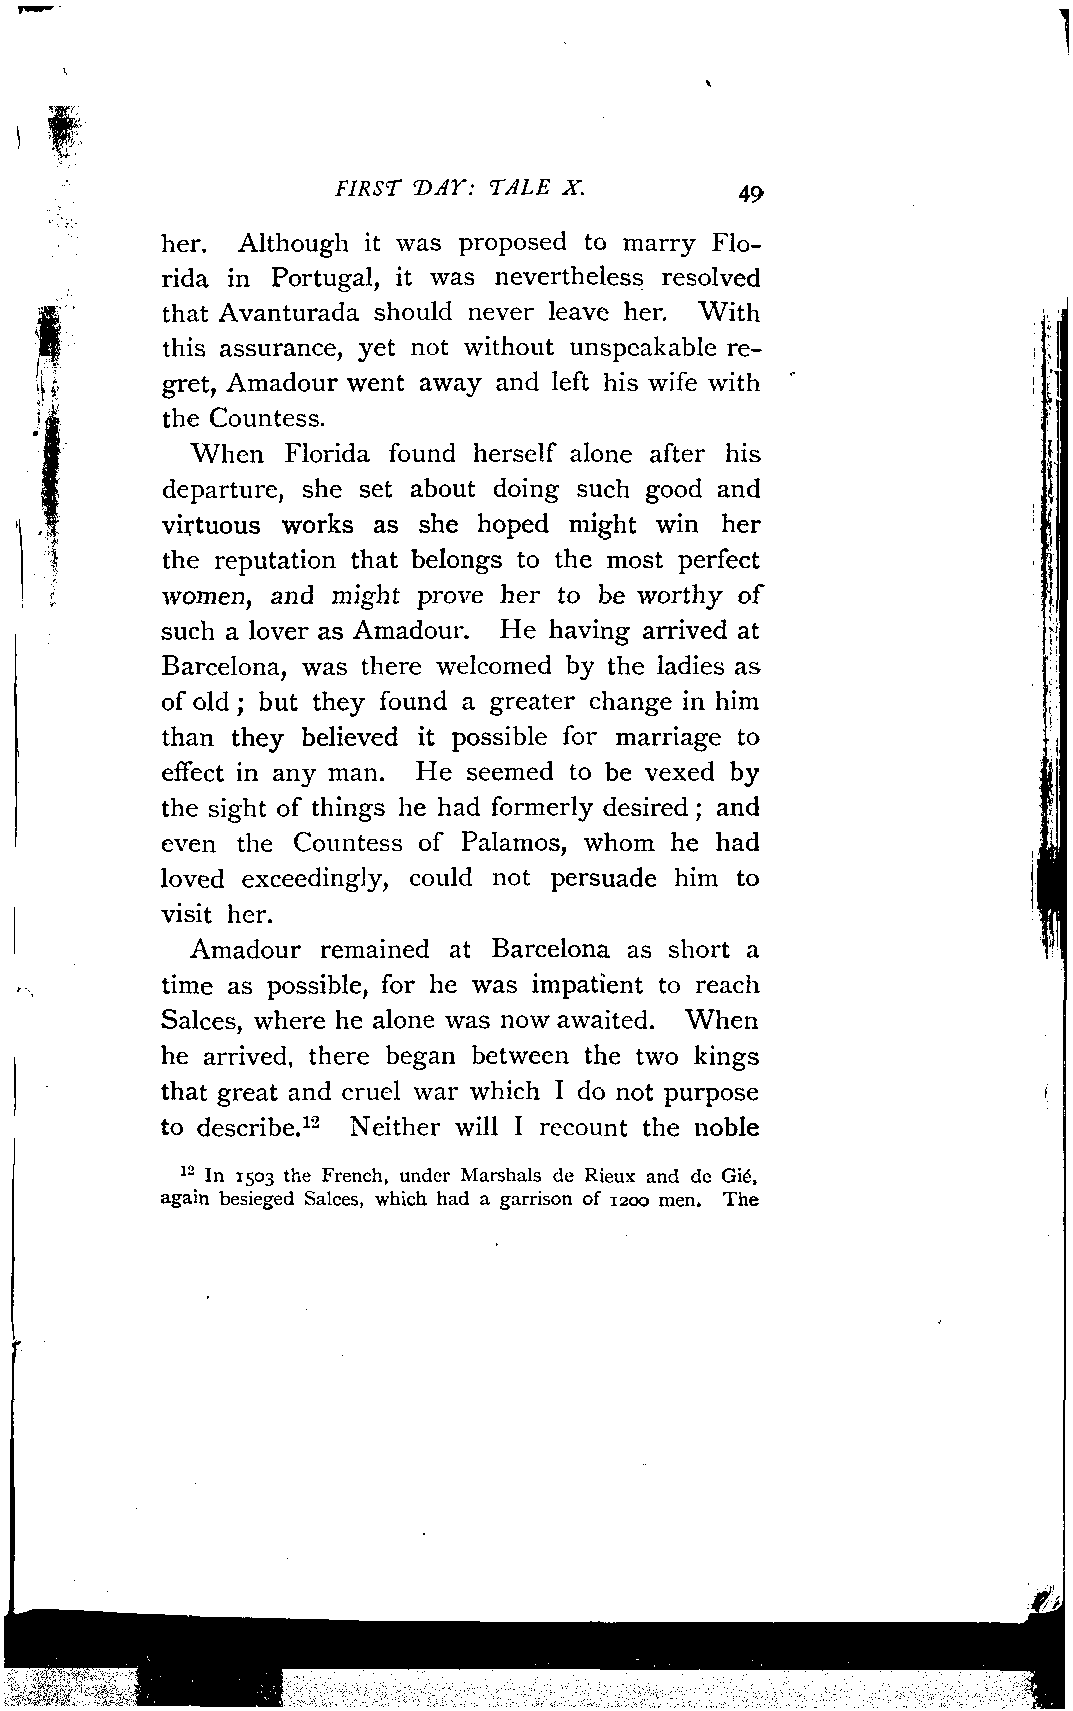 FIRST DAY: TALE X. 49
her. Although it was proposed to marry Flo-
rida in Portugal, it was nevertheless resolved
that Avanturada should never leave her. With
this assurance, yet not without unspeakable re-
gret, Amadour went away and left his wife with
the Countess.
When Florida found herself alone after his
departure, she set about doing such good and
virtuous works as she hoped might win her
the reputation that belongs to the most perfect
women, and might prove her to be worthy of
such a lover as Amadour. He having arrived at
Barcelona, was there welcomed by the ladies as
of old; but they found a greater change in him
than they believed it possible for marriage to
effect in any man. He seemed to be vexed by
the sight of things he had formerly desired; and
even the Countess of Palamos, whom he had
loved exceedingly, could not persuade him to
visit her.
Amadour remained at Barcelona as short a
time as possible, for he was impatient to reach
Salces, where he alone was now awaited. When
he arrived, there began between the two kings
that great and cruel war which I do not purpose
to describe.¹² Neither will I recount the noble
¹² In 1503 the French, under Marshals de Rieux and de Gié,
again besieged Salces, which had a garrison of 1200 men. The